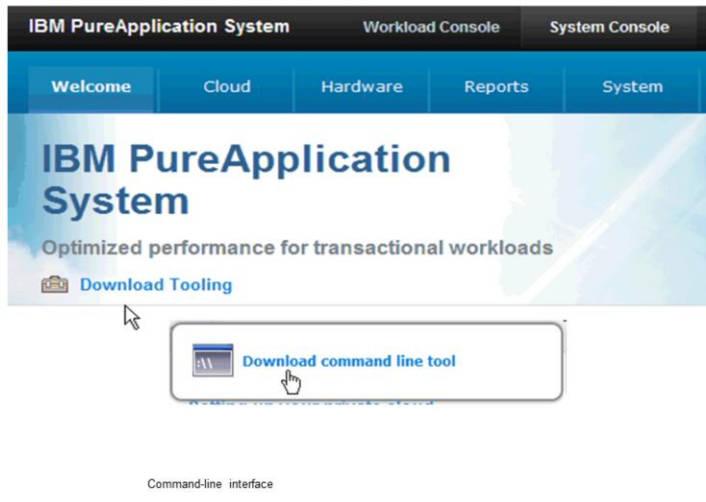 IBM PureApplication System
Workload Console
System Console
Welcome
Cloud
Hardware
Reports
System
IBM PureApplication
System
Optimized performance for transactional workloads
Download Tooling
:\\
Download command line tool
Command-line interface